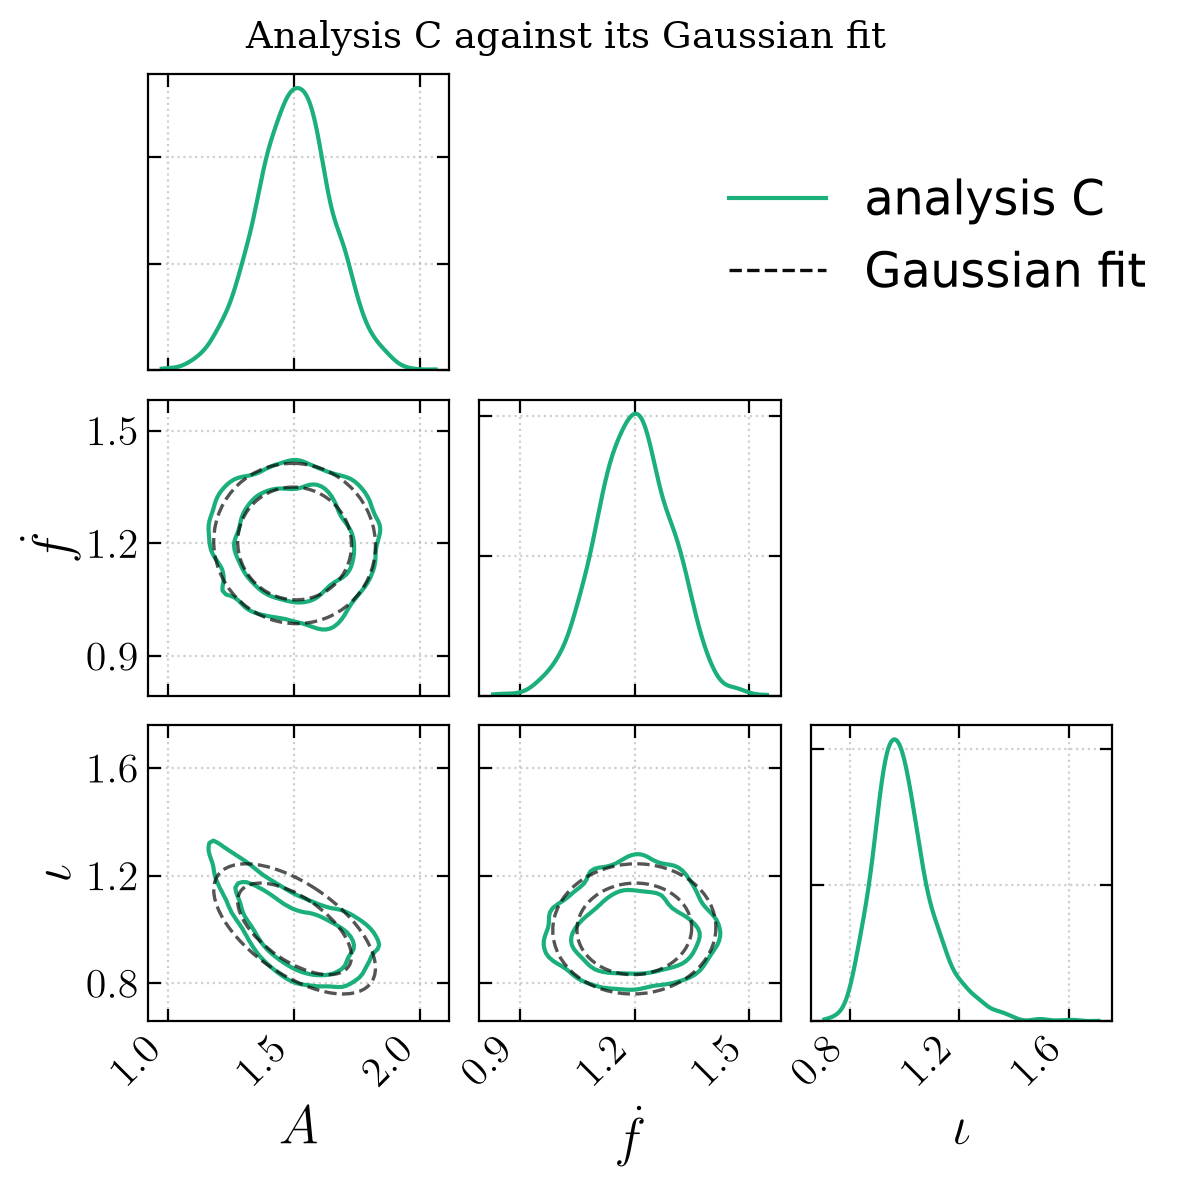 Analysis C against its Gaussian fit
analysis C
Gaussian fit
1.5
1.2
0.9
ḟ
1.6
1.2
0.8
ι
1.0 1.5 2.0 0.9 1.2 1.5 0.8 1.2 1.6
A ḟ ι